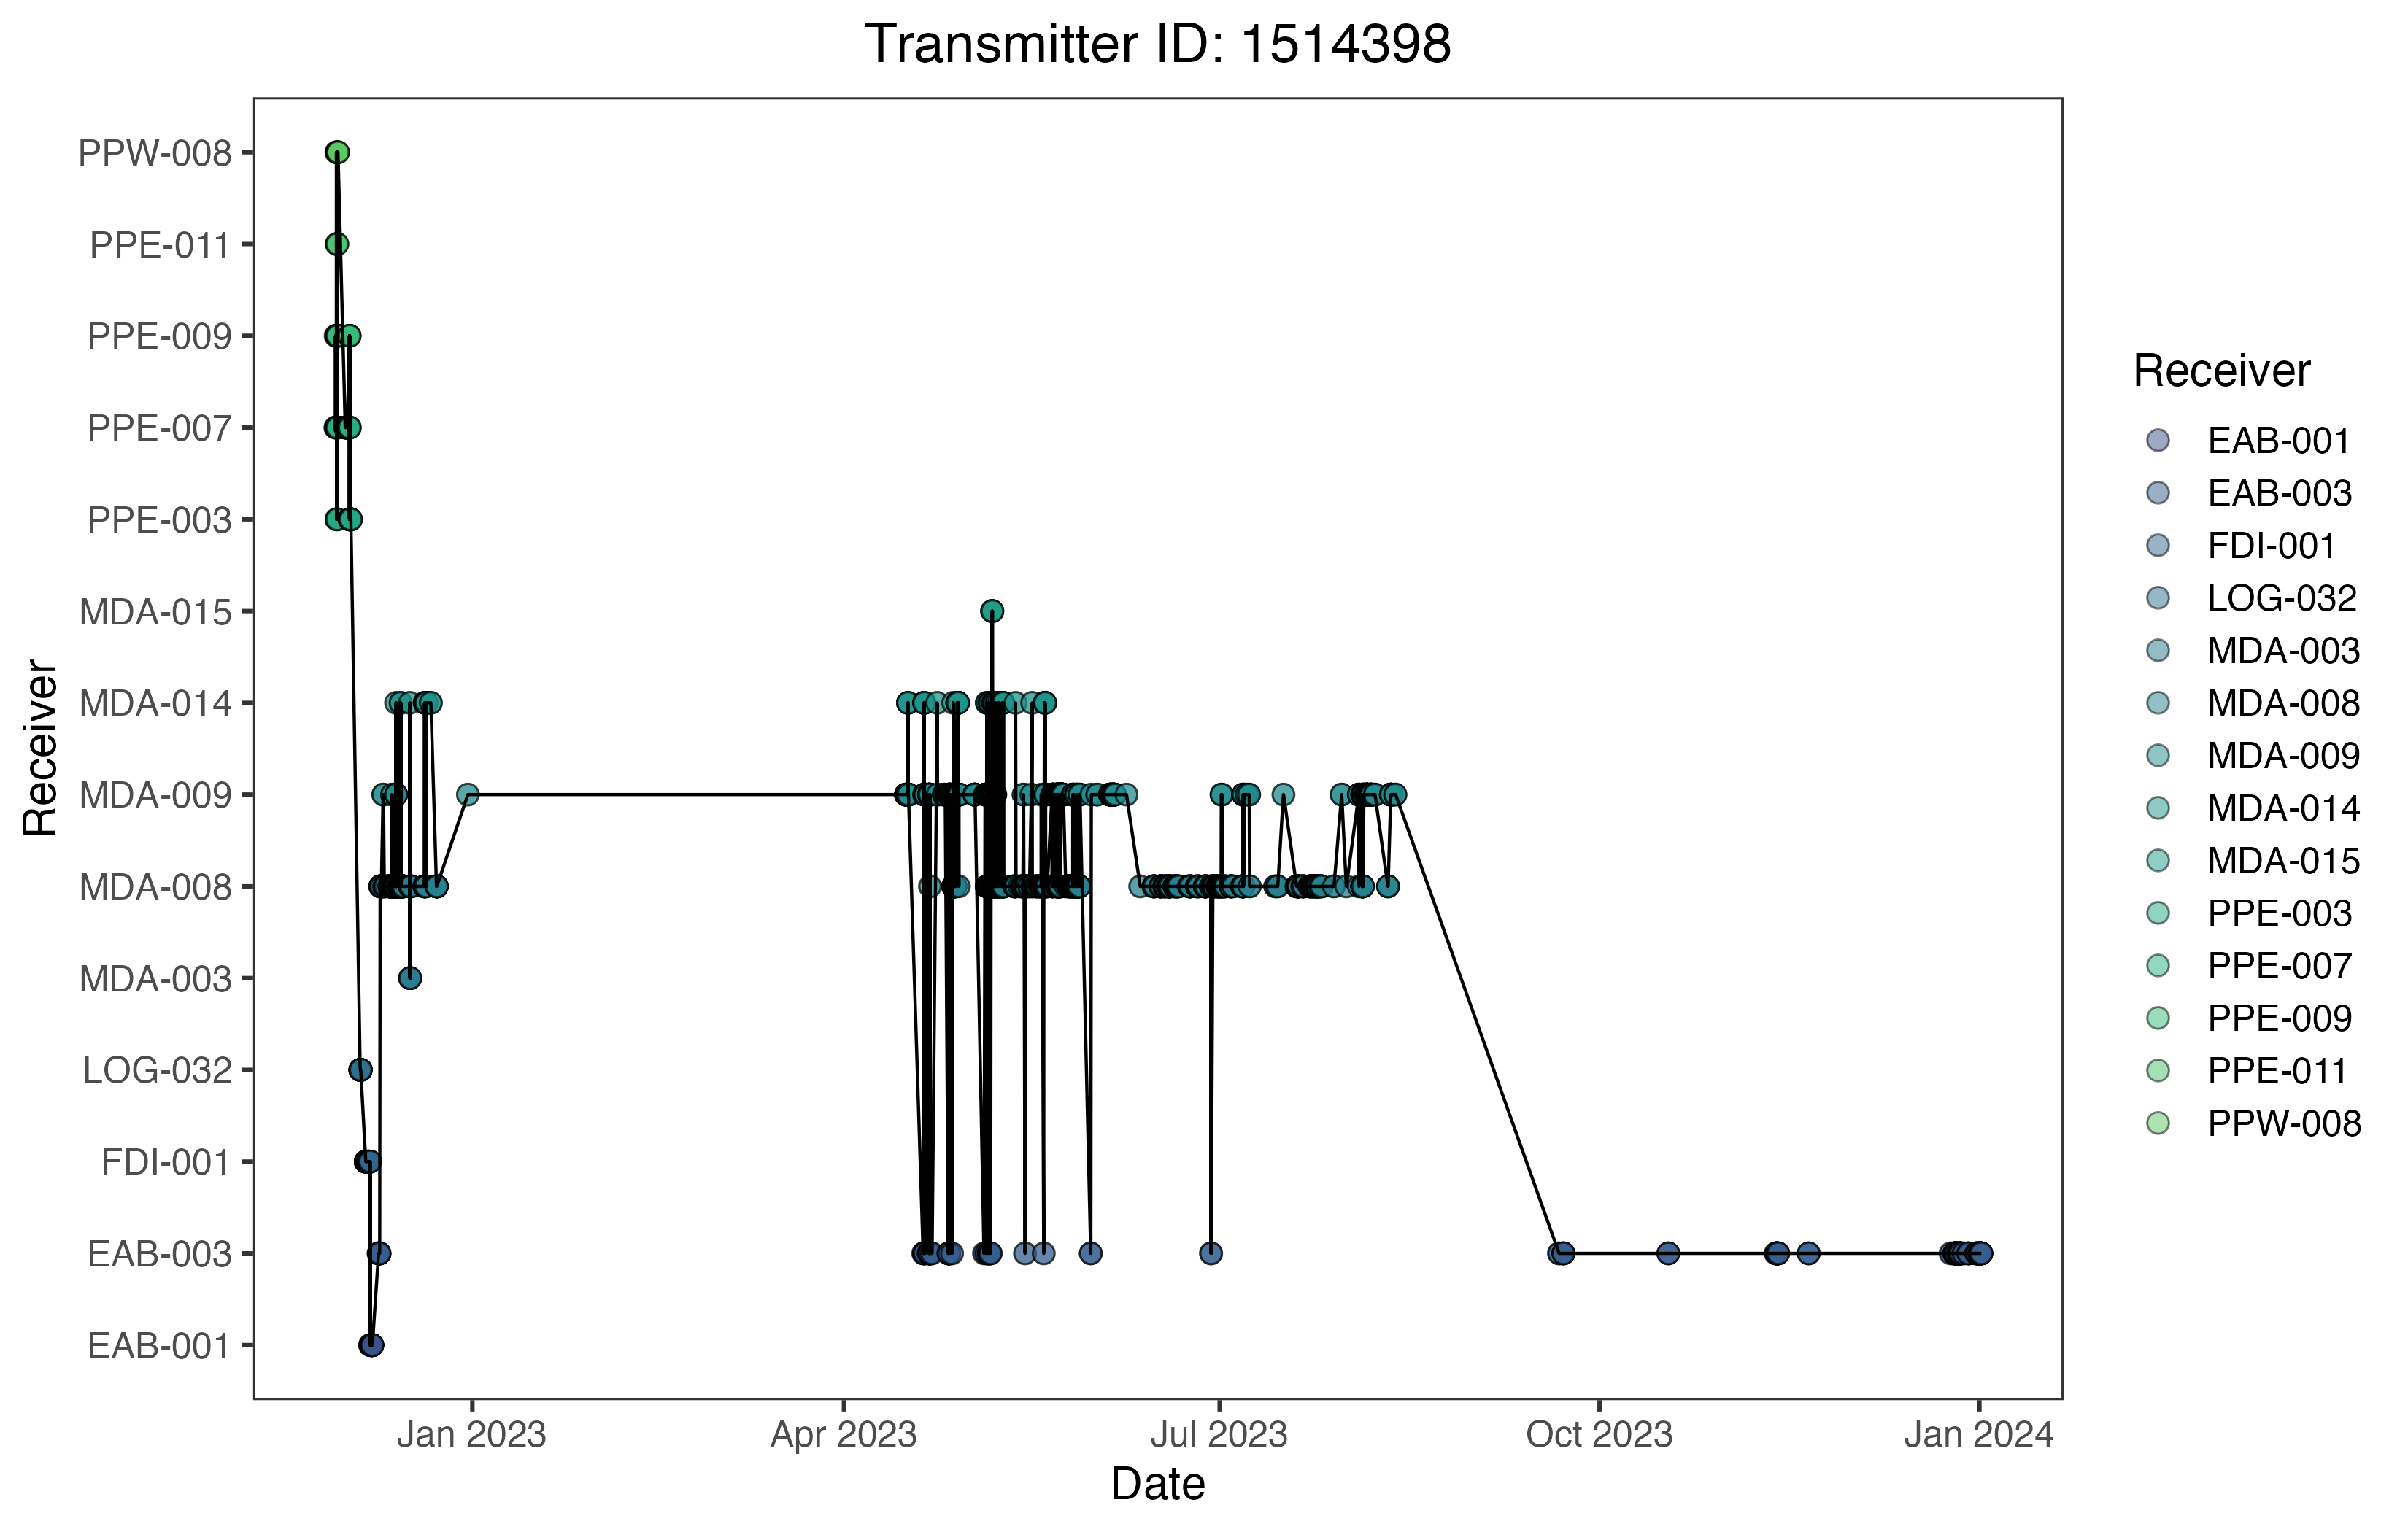 Transmitter ID: 1514398
Receiver
PPW-008
PPE-011
PPE-009
PPE-007
PPE-003
MDA-015
MDA-014
MDA-009
MDA-008
MDA-003
LOG-032
FDI-001
EAB-003
EAB-001
Jan 2023
Apr 2023
Jul 2023
Oct 2023
Jan 2024
Date
Receiver
EAB-001
EAB-003
FDI-001
LOG-032
MDA-003
MDA-008
MDA-009
MDA-014
MDA-015
PPE-003
PPE-007
PPE-009
PPE-011
PPW-008